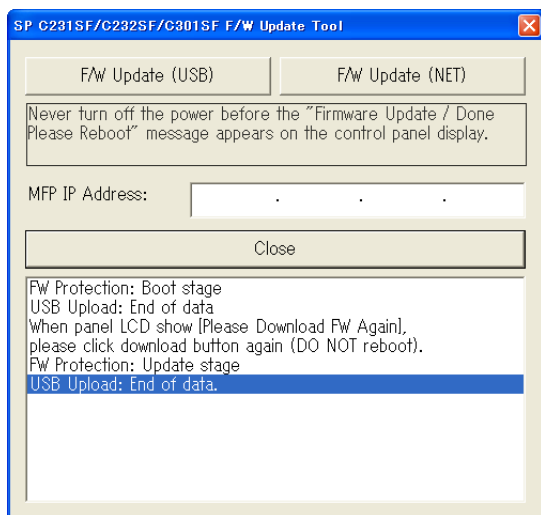 SP C231SF/C232SF/C301SF F/W Update Tool
F/W Update (USB)
F/W Update (NET)
Never turn off the power before the "Firmware Update / Done
Please Reboot" message appears on the control panel display.
MFP IP Address:
. . .
Close
FW Protection: Boot stage
USB Upload: End of data
When panel LCD show [Please Download FW Again],
please click download button again (DO NOT reboot).
FW Protection: Update stage
USB Upload: End of data.